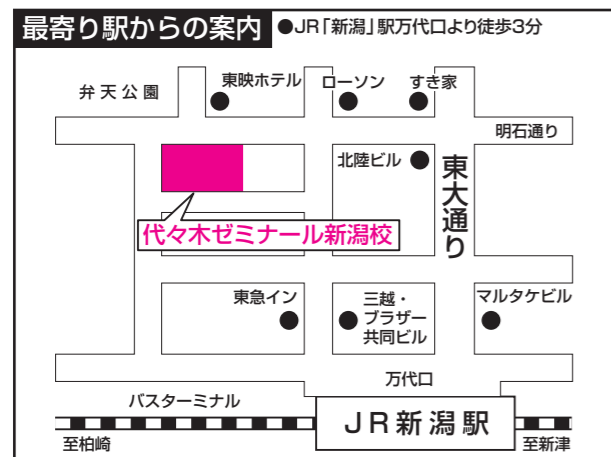 最寄り駅からの案内
●JR「新潟」駅万代口より徒歩3分
弁天公園
東映ホテル
ローソン
すき家
明石通り
北陸ビル
東大通り
代々木ゼミナール新潟校
東急イン
三越・
ブラザー
共同ビル
マルタケビル
万代口
バスターミナル
JR新潟駅
至柏崎
至新津